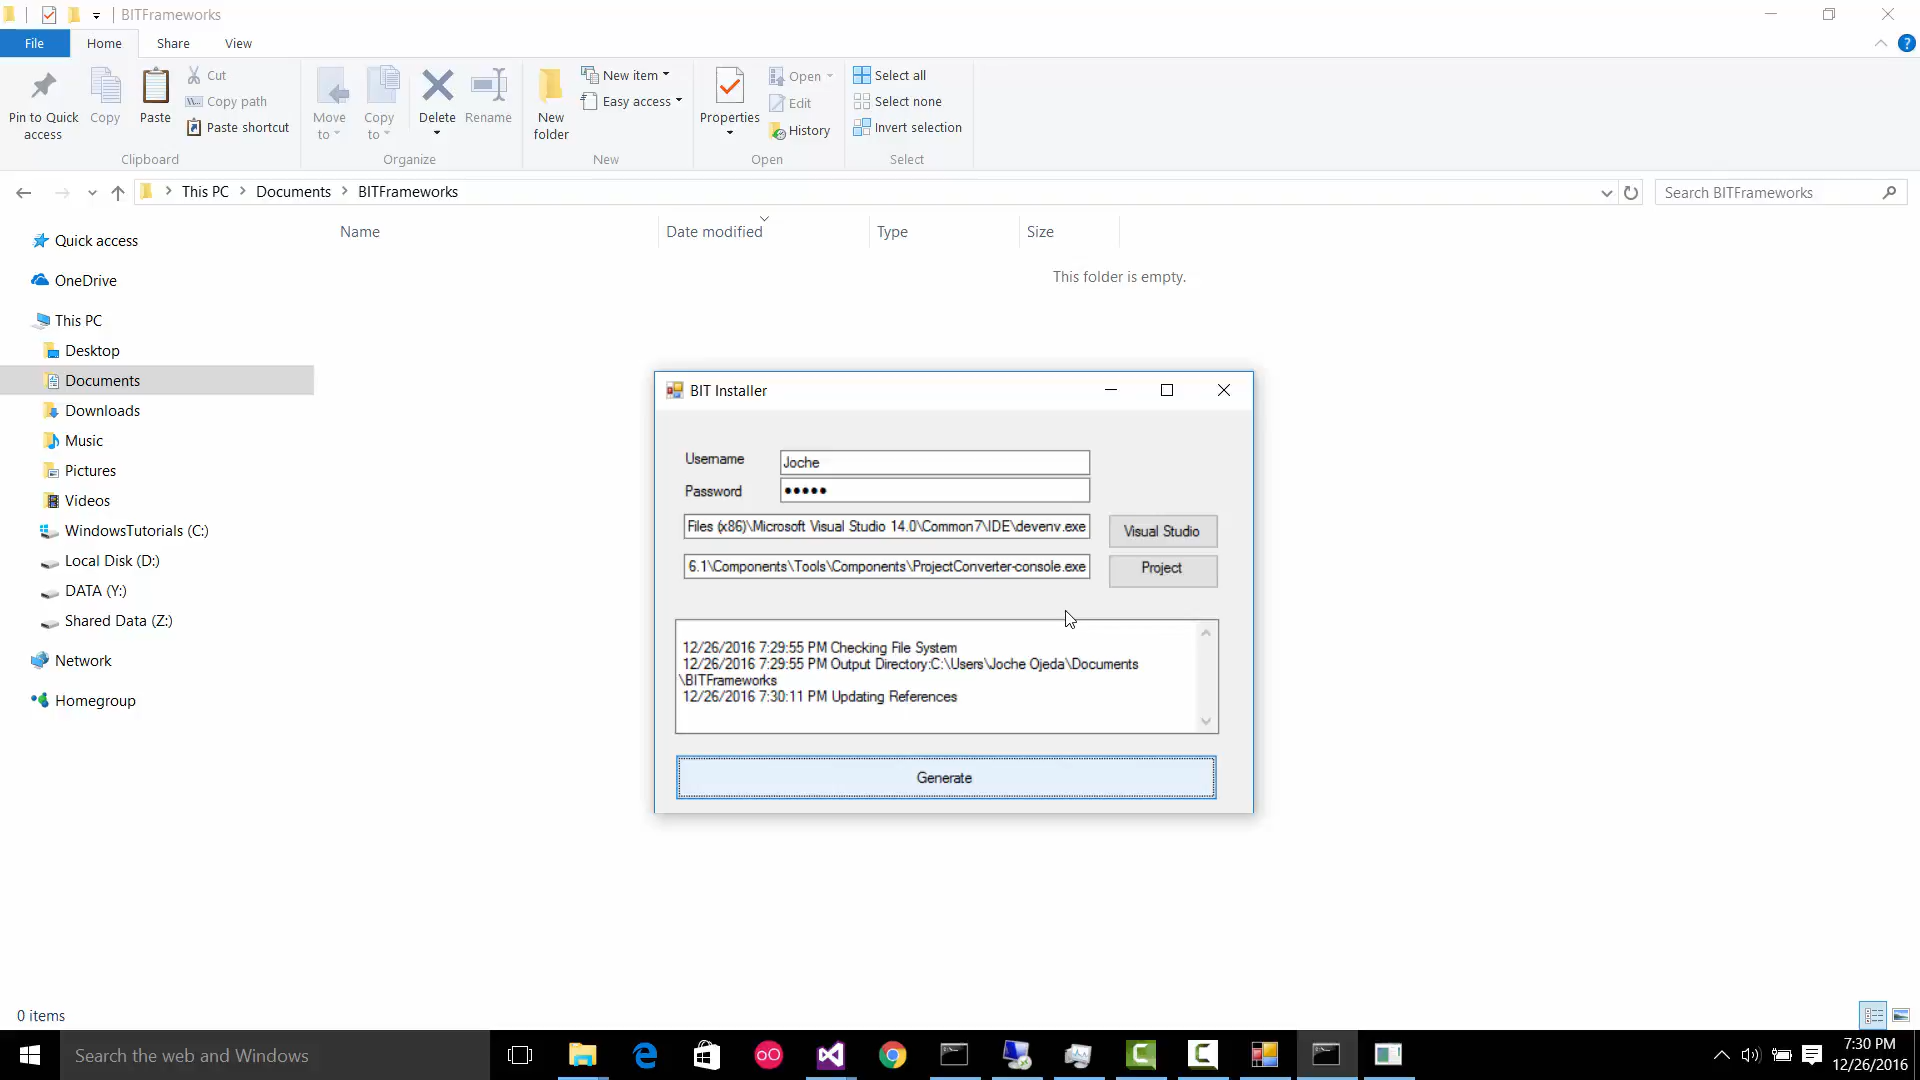 BITFrameworks
File Home Share View
Pin to Quick access
Copy
Paste
Cut
Copy path
Paste shortcut
Clipboard
Move to
Copy to
Delete
Rename
Organize
New folder
New item
Easy access
New
Properties
Open
Edit
History
Open
Select all
Select none
Invert selection
Select
This PC Documents BITFrameworks
Search BITFrameworks
Name Date modified Type Size
This folder is empty.
Quick access
OneDrive
This PC
Desktop
Documents
Downloads
Music
Pictures
Videos
WindowsTutorials (C:)
Local Disk (D:)
DATA (Y:)
Shared Data (Z:)
Network
Homegroup
BIT Installer
Username Joche
Password •••••
Files (x86)\Microsoft Visual Studio 14.0\Common7\IDE\devenv.exe Visual Studio
6.1\Components\Tools\Components\ProjectConverter-console.exe Project
12/26/2016 7:29:55 PM Checking File System
12/26/2016 7:29:55 PM Output Directory:C:\Users\Joche Ojeda\Documents
\BITFrameworks
12/26/2016 7:30:11 PM Updating References
Generate
0 items
Search the web and Windows
7:30 PM
12/26/2016